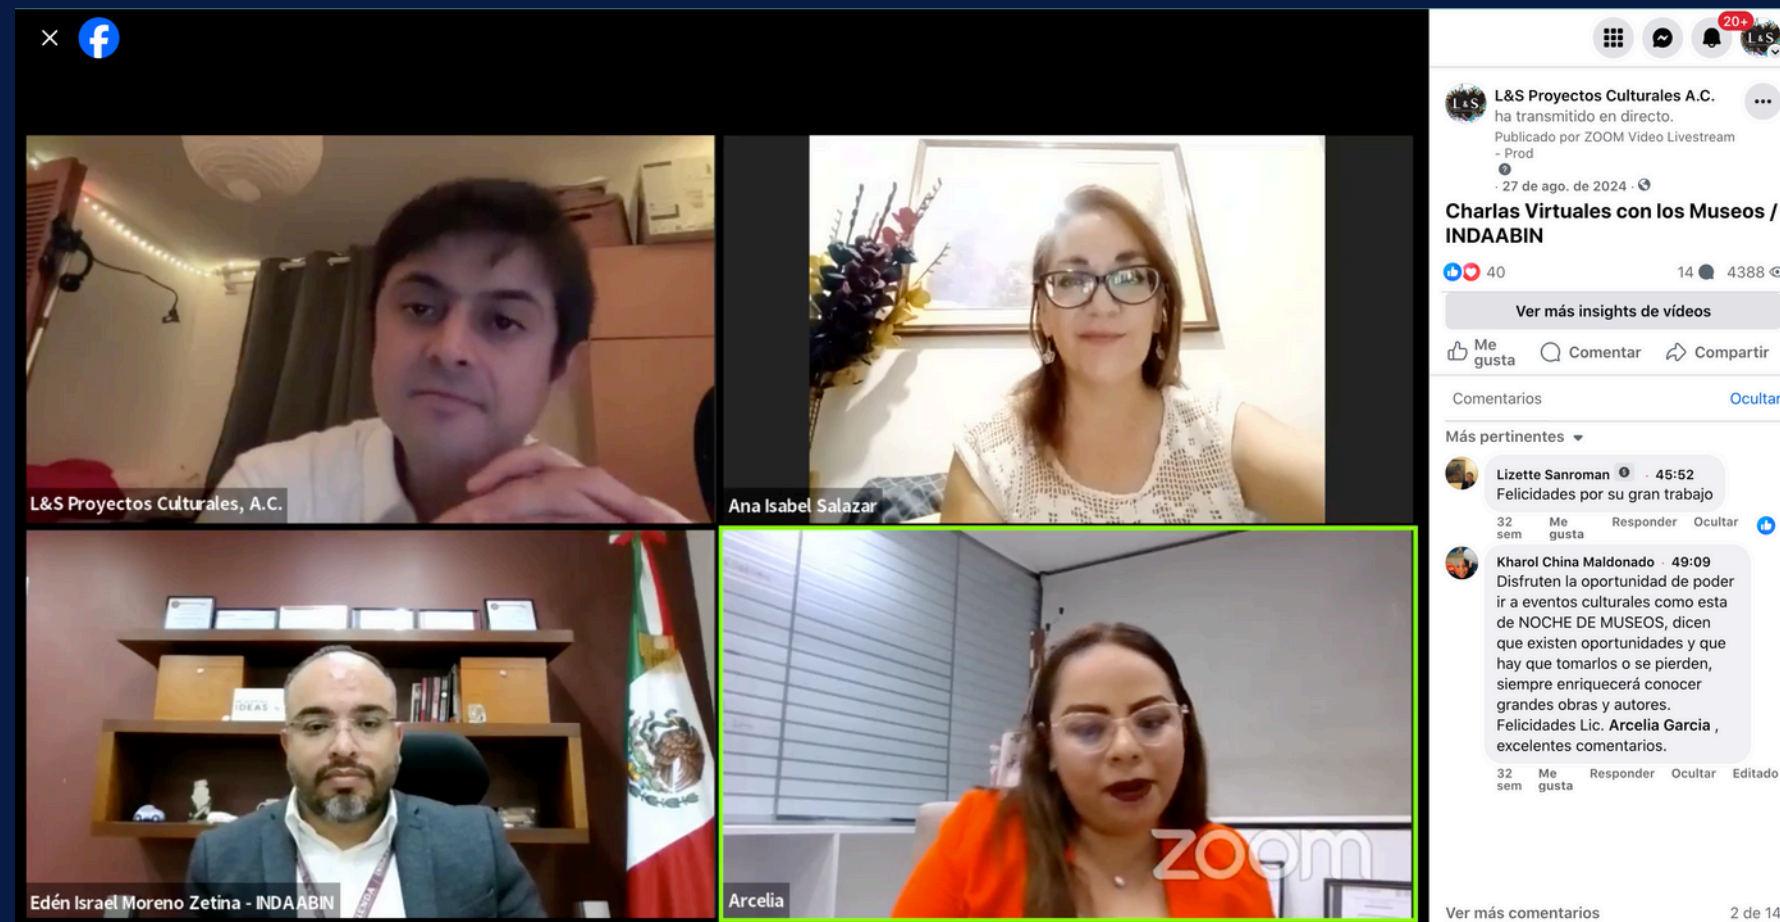 20+
L&S
L&S Proyectos Culturales A.C.
ha transmitido en directo.
Publicado por ZOOM Video Livestream
- Prod
· 27 de ago. de 2024 ·
Charlas Virtuales con los Museos /
INDAABIN
40
14
4388
Ver más insights de vídeos
Me
gusta
Comentar
Compartir
Comentarios
Ocultar
Más pertinentes
Lizette Sanroman · 45:52
Felicidades por su gran trabajo
32
sem
Me
gusta
Responder
Ocultar
Kharol China Maldonado · 49:09
Disfruten la oportunidad de poder
ir a eventos culturales como esta
de NOCHE DE MUSEOS, dicen
que existen oportunidades y que
hay que tomarlos o se pierden,
siempre enriquecerá conocer
grandes obras y autores.
Felicidades Lic. Arcelia Garcia ,
excelentes comentarios.
32
sem
Me
gusta
Responder
Ocultar
Editado
Ver más comentarios
2 de 14
L&S Proyectos Culturales, A.C.
Ana Isabel Salazar
IDEAS
Edén Israel Moreno Zetina - INDAABIN
Arcelia
zoom